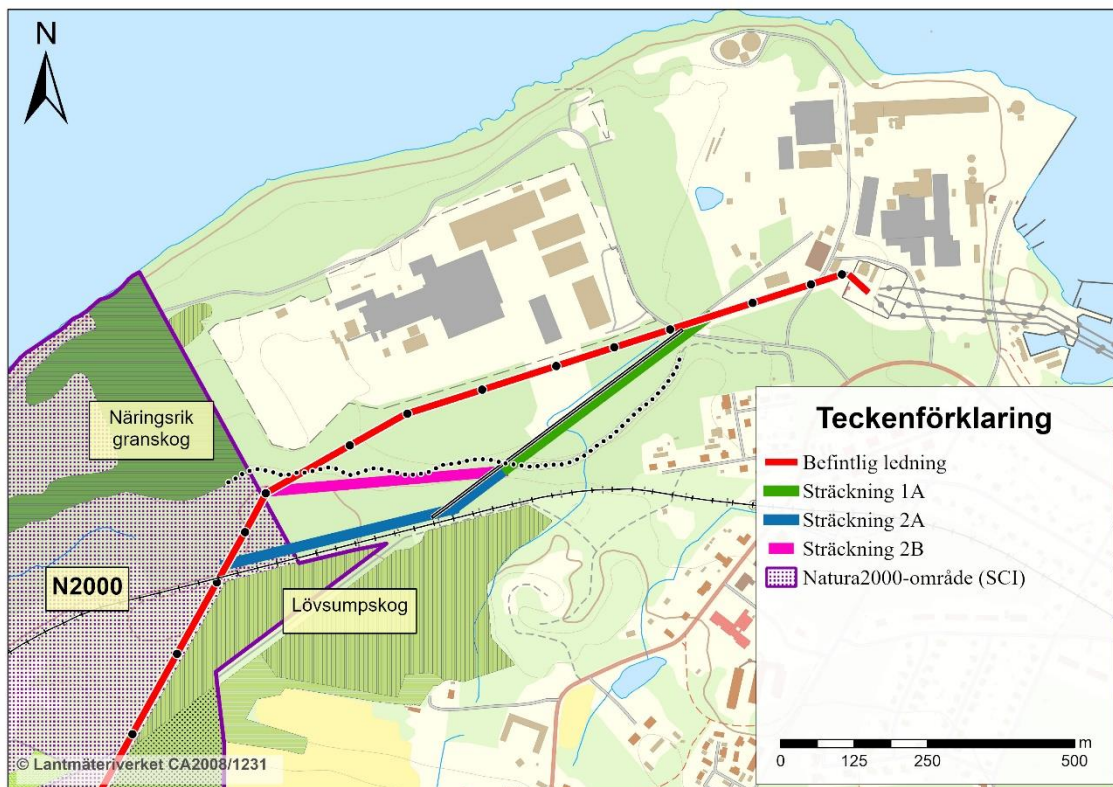 N
Näringsrik
granskog
N2000
Lövsumpskog
© Lantmäteriverket CA2008/1231
Teckenförklaring
Befintlig ledning
Sträckning 1A
Sträckning 2A
Sträckning 2B
Natura2000-område (SCI)
m
0 125 250 500